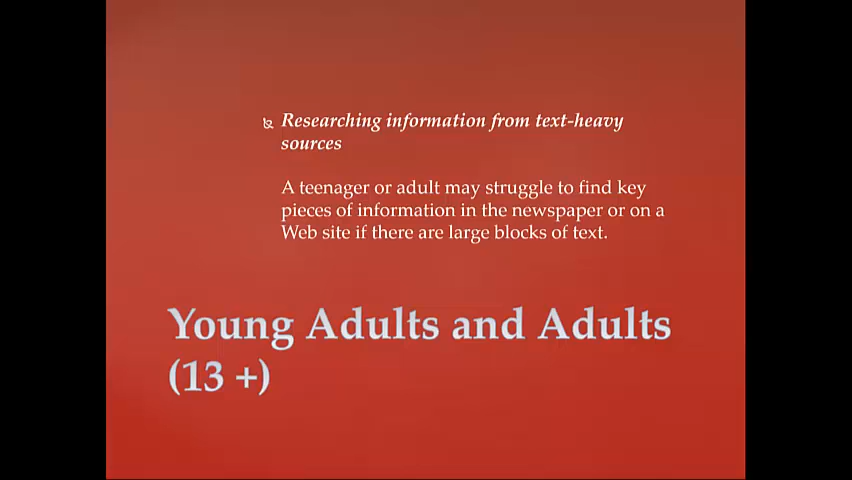 Researching information from text-heavy
sources
A teenager or adult may struggle to find key
pieces of information in the newspaper or on a
Web site if there are large blocks of text.
Young Adults and Adults
(13 +)